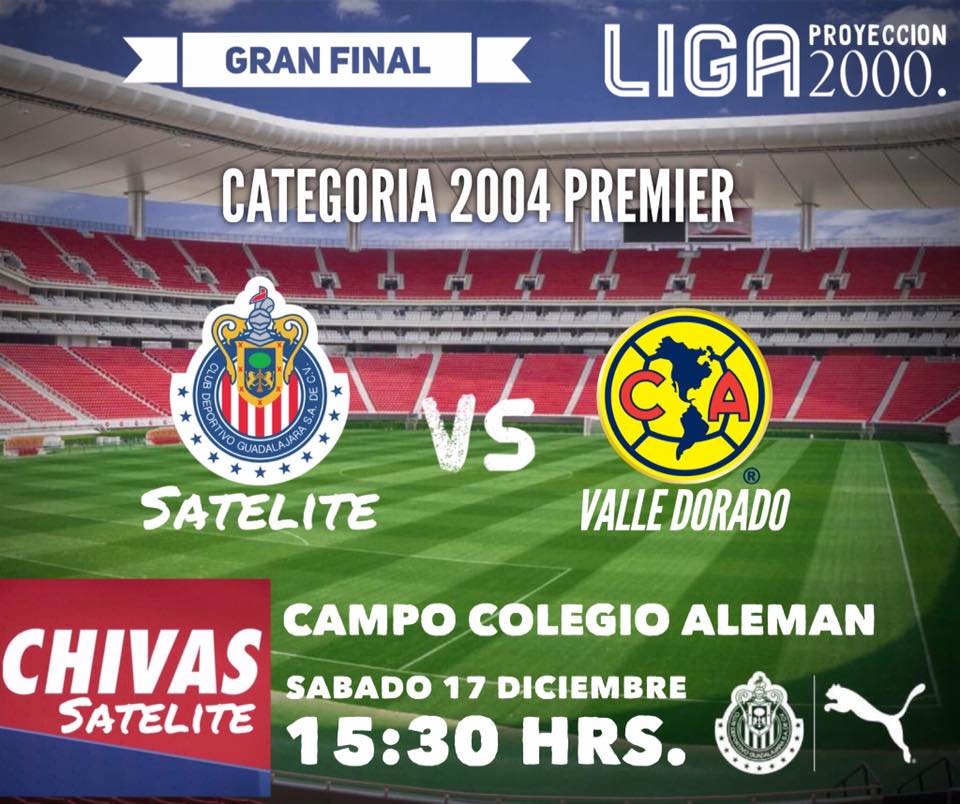 GRAN FINAL
LIGA PROYECCION
2000.
CATEGORIA 2004 PREMIER
CLUB DEPORTIVO GUADALAJARA S.A. DE C.V.
C A
®
VS
SATELITE
VALLE DORADO
CHIVAS
SATELITE
CAMPO COLEGIO ALEMAN
SABADO 17 DICIEMBRE
15:30 HRS.